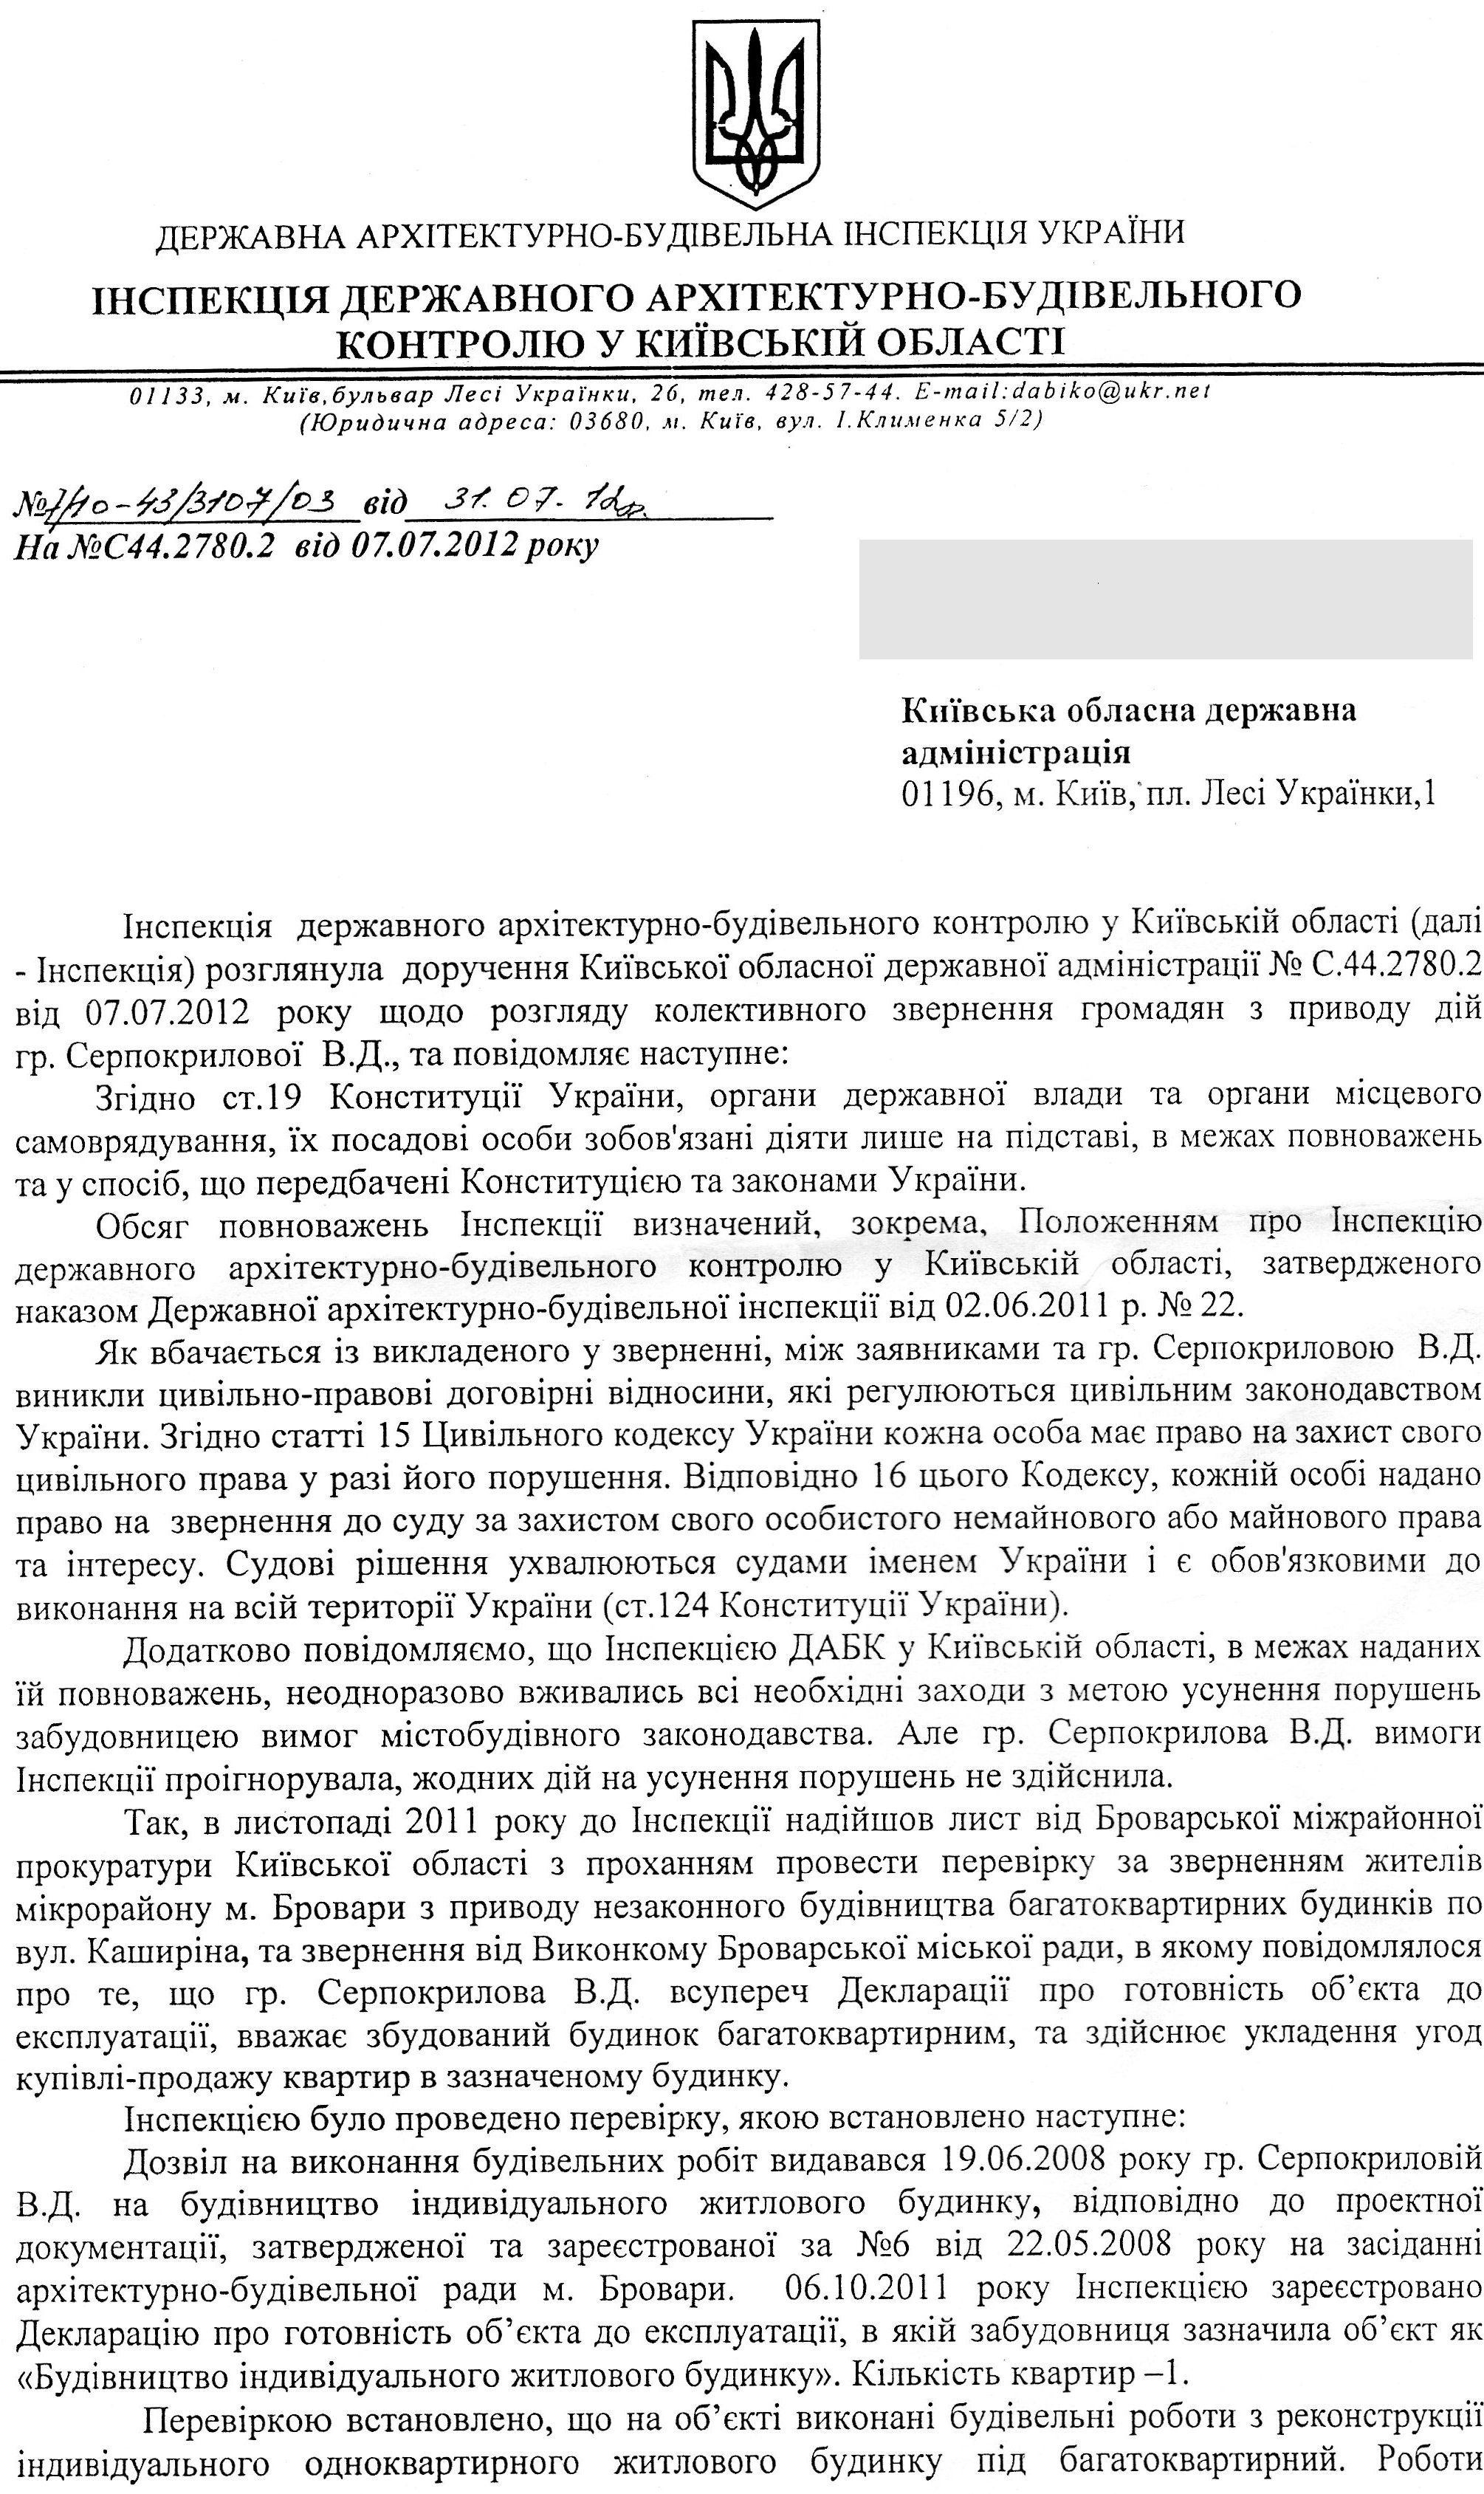 ДЕРЖАВНА АРХІТЕКТУРНО-БУДІВЕЛЬНА ІНСПЕКЦІЯ УКРАЇНИ
ІНСПЕКЦІЯ ДЕРЖАВНОГО АРХІТЕКТУРНО-БУДІВЕЛЬНОГО
КОНТРОЛЮ У КИЇВСЬКІЙ ОБЛАСТІ
01133, м. Київ,бульвар Лесі Українки, 26, тел. 428-57-44. E-mail:dabiko@ukr.net
(Юридична адреса: 03680, м. Київ, вул. І.Клименка 5/2)
№ 7/10-43/3107/03 від 31.07.12р.
На №С44.2780.2 від 07.07.2012 року
Київська обласна державна
адміністрація
01196, м. Київ, пл. Лесі Українки,1
Інспекція державного архітектурно-будівельного контролю у Київській області (далі
- Інспекція) розглянула доручення Київської обласної державної адміністрації № С.44.2780.2
від 07.07.2012 року щодо розгляду колективного звернення громадян з приводу дій
гр. Серпокрилової В.Д., та повідомляє наступне:
Згідно ст.19 Конституції України, органи державної влади та органи місцевого
самоврядування, їх посадові особи зобов'язані діяти лише на підставі, в межах повноважень
та у спосіб, що передбачені Конституцією та законами України.
Обсяг повноважень Інспекції визначений, зокрема, Положенням про Інспекцію
державного архітектурно-будівельного контролю у Київській області, затвердженого
наказом Державної архітектурно-будівельної інспекції від 02.06.2011 р. № 22.
Як вбачається із викладеного у зверненні, між заявниками та гр. Серпокриловою В.Д.
виникли цивільно-правові договірні відносини, які регулюються цивільним законодавством
України. Згідно статті 15 Цивільного кодексу України кожна особа має право на захист свого
цивільного права у разі його порушення. Відповідно 16 цього Кодексу, кожній особі надано
право на звернення до суду за захистом свого особистого немайнового або майнового права
та інтересу. Судові рішення ухвалюються судами іменем України і є обов'язковими до
виконання на всій території України (ст.124 Конституції України).
Додатково повідомляємо, що Інспекцією ДАБК у Київській області, в межах наданих
їй повноважень, неодноразово вживались всі необхідні заходи з метою усунення порушень
забудовницею вимог містобудівного законодавства. Але гр. Серпокрилова В.Д. вимоги
Інспекції проігнорувала, жодних дій на усунення порушень не здійснила.
Так, в листопаді 2011 року до Інспекції надійшов лист від Броварської міжрайонної
прокуратури Київської області з проханням провести перевірку за зверненням жителів
мікрорайону м. Бровари з приводу незаконного будівництва багатоквартирних будинків по
вул. Каширіна, та звернення від Виконкому Броварської міської ради, в якому повідомлялося
про те, що гр. Серпокрилова В.Д. всупереч Декларації про готовність об’єкта до
експлуатації, вважає збудований будинок багатоквартирним, та здійснює укладення угод
купівлі-продажу квартир в зазначеному будинку.
Інспекцією було проведено перевірку, якою встановлено наступне:
Дозвіл на виконання будівельних робіт видавався 19.06.2008 року гр. Серпокриловій
В.Д. на будівництво індивідуального житлового будинку, відповідно до проектної
документації, затвердженої та зареєстрованої за №6 від 22.05.2008 року на засіданні
архітектурно-будівельної ради м. Бровари. 06.10.2011 року Інспекцією зареєстровано
Декларацію про готовність об’єкта до експлуатації, в якій забудовниця зазначила об’єкт як
«Будівництво індивідуального житлового будинку». Кількість квартир –1.
Перевіркою встановлено, що на об’єкті виконані будівельні роботи з реконструкції
індивідуального одноквартирного житлового будинку під багатоквартирний. Роботи